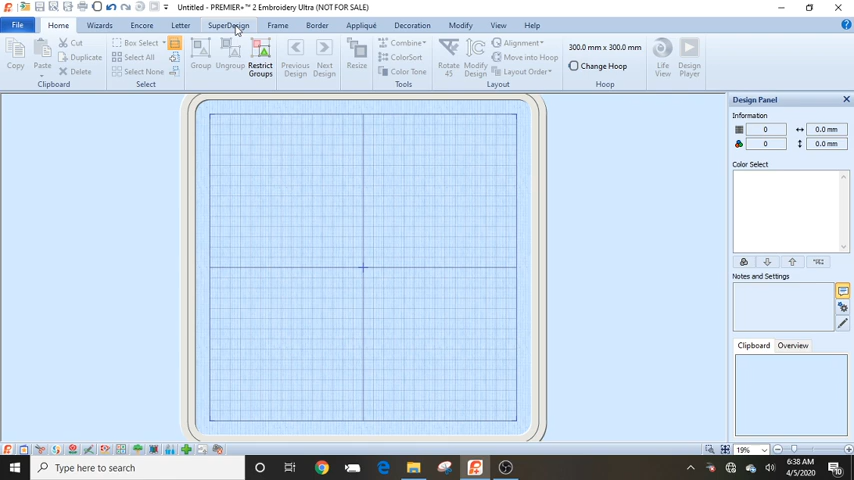 Untitled - PREMIER+™ 2 Embroidery Ultra (NOT FOR SALE)
File Home Wizards Encore Letter SuperDesign Frame Border Appliqué Decoration Modify View Help
Copy Paste Cut Duplicate Delete
Clipboard
Box Select Select All Select None
Select
Group Ungroup Restrict Groups
Previous Design Next Design
Resize
Combine ColorSort Color Tone
Tools
Rotate 45 Modify Design
Alignment Move into Hoop Layout Order
Layout
300.0 mm x 300.0 mm
Change Hoop
Hoop
Life View Design Player
Design Panel
Information
0 0.0 mm
0 0.0 mm
Color Select
Notes and Settings
Clipboard Overview
19%
Type here to search
6:38 AM
4/5/2020